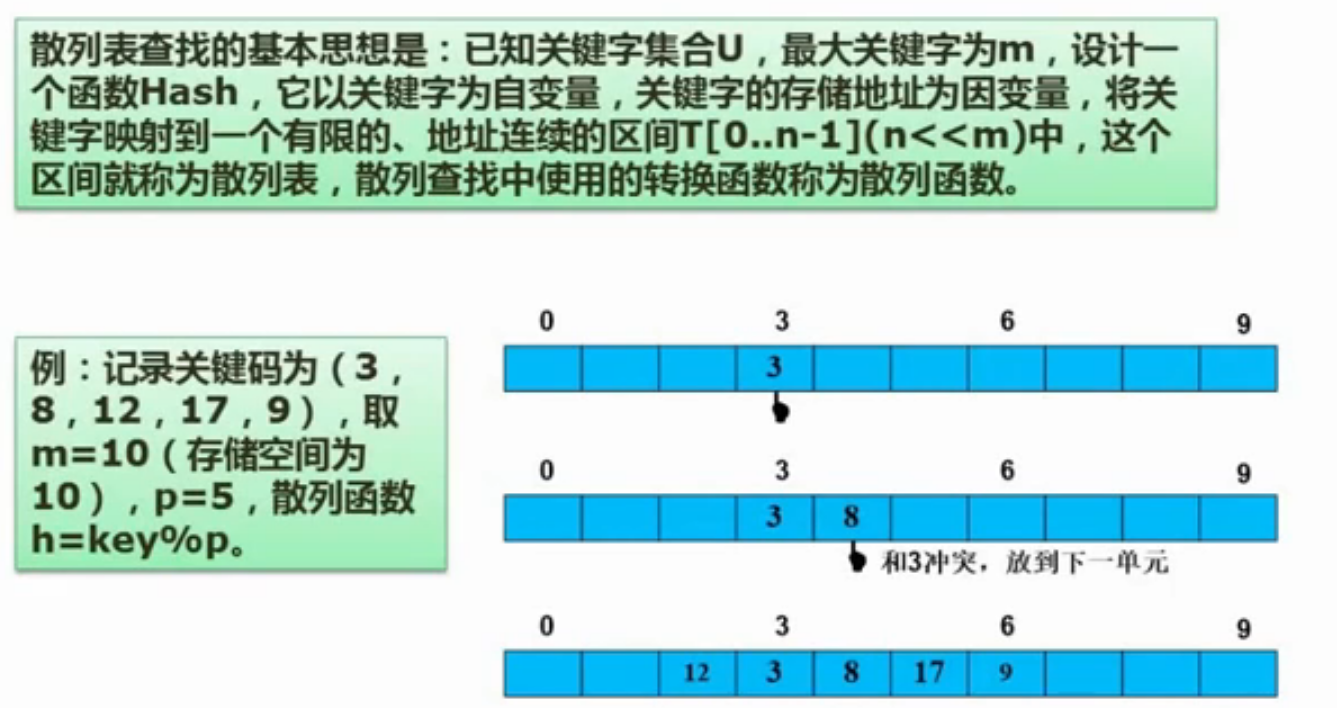 散列表查找的基本思想是：已知关键字集合U，最大关键字为m，设计一
个函数Hash，它以关键字为自变量，关键字的存储地址为因变量，将关
键字映射到一个有限的、地址连续的区间T[0..n-1](n<<m)中，这个
区间就称为散列表，散列查找中使用的转换函数称为散列函数。
例：记录关键码为（3，
8，12，17，9），取
m=10（存储空间为
10），p=5，散列函数
h=key%p。
0 3 6 9
3
0 3 6 9
3 8
和3冲突，放到下一单元
0 3 6 9
12 3 8 17 9